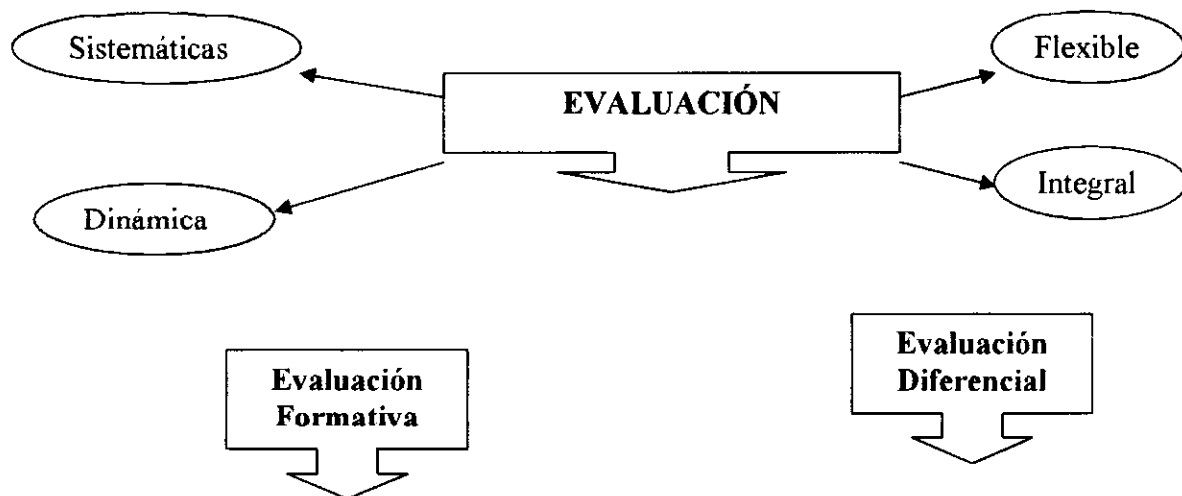 Sistemáticas
Flexible
EVALUACIÓN
Integral
Dinámica
Evaluación
Diferencial
Evaluación
Formativa